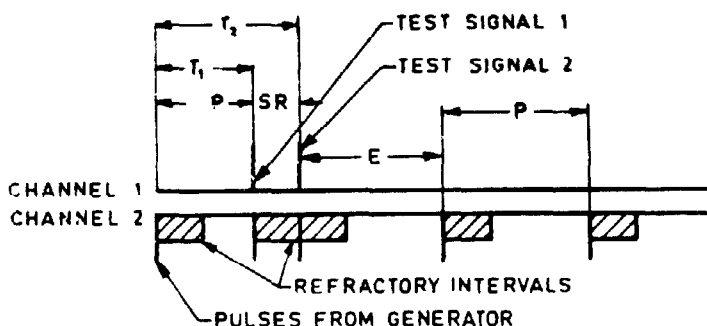 T₂
TEST SIGNAL 1
T₁
TEST SIGNAL 2
P
SR
P
E
CHANNEL 1
CHANNEL 2
REFRACTORY INTERVALS
PULSES FROM GENERATOR